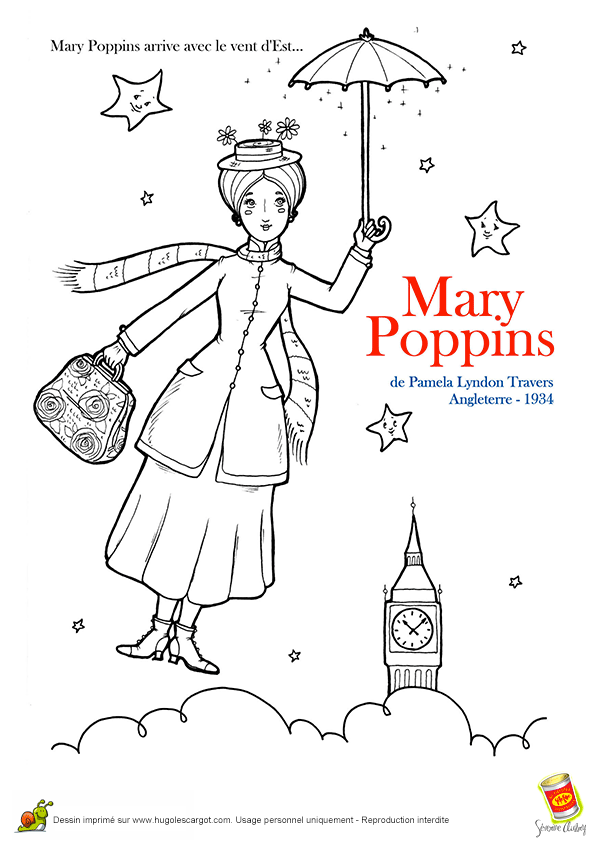 Mary Poppins arrive avec le vent d'Est...
Mary
Poppins
de Pamela Lyndon Travers
Angleterre - 1934
Dessin imprimé sur www.hugolescargot.com. Usage personnel uniquement - Reproduction interdite